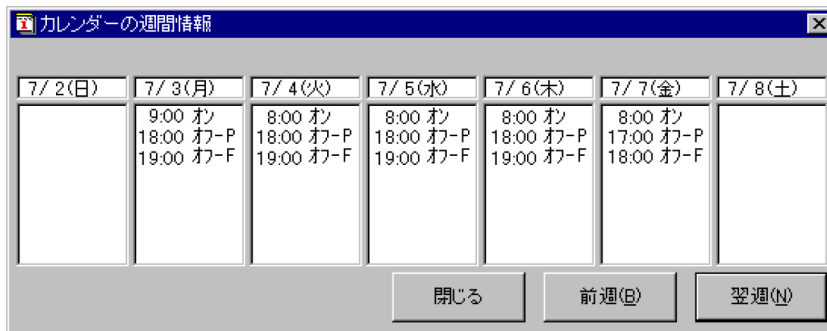 カレンダーの週間情報
7/ 2(日) 7/ 3(月) 7/ 4(火) 7/ 5(水) 7/ 6(木) 7/ 7(金) 7/ 8(土)
9:00 ｵﾝ 8:00 ｵﾝ 8:00 ｵﾝ 8:00 ｵﾝ 8:00 ｵﾝ
18:00 ｵﾌ-P 18:00 ｵﾌ-P 18:00 ｵﾌ-P 18:00 ｵﾌ-P 17:00 ｵﾌ-P
19:00 ｵﾌ-F 19:00 ｵﾌ-F 19:00 ｵﾌ-F 19:00 ｵﾌ-F 18:00 ｵﾌ-F
閉じる 前週(B) 翌週(N)